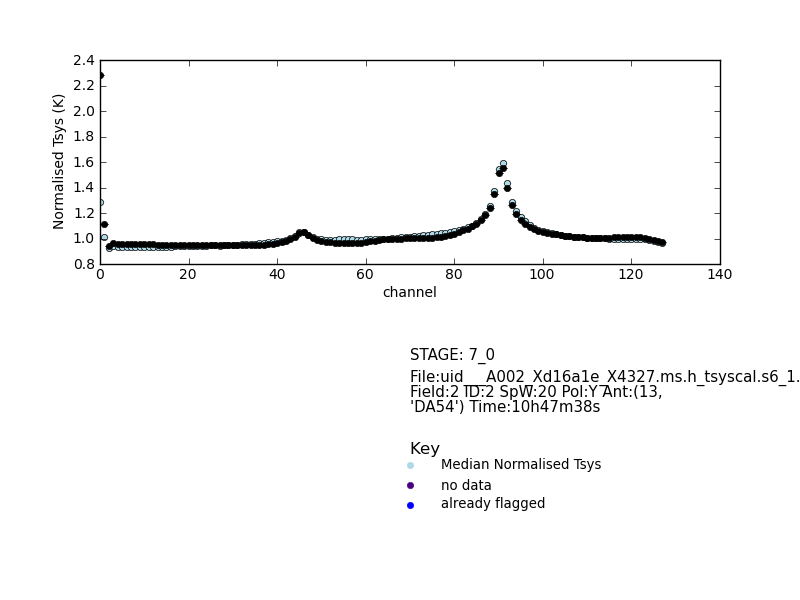 2.4
2.2
2.0
1.8
1.6
1.4
1.2
1.0
0.8
Normalised Tsys (K)
0 20 40 60 80 100 120 140
channel
STAGE: 7_0
File:uid___A002_Xd16a1e_X4327.ms.h_tsyscal.s6_1.
Field:2 ID:2 SpW:20 Pol:Y Ant:(13,
'DA54') Time:10h47m38s
Key
Median Normalised Tsys
no data
already flagged